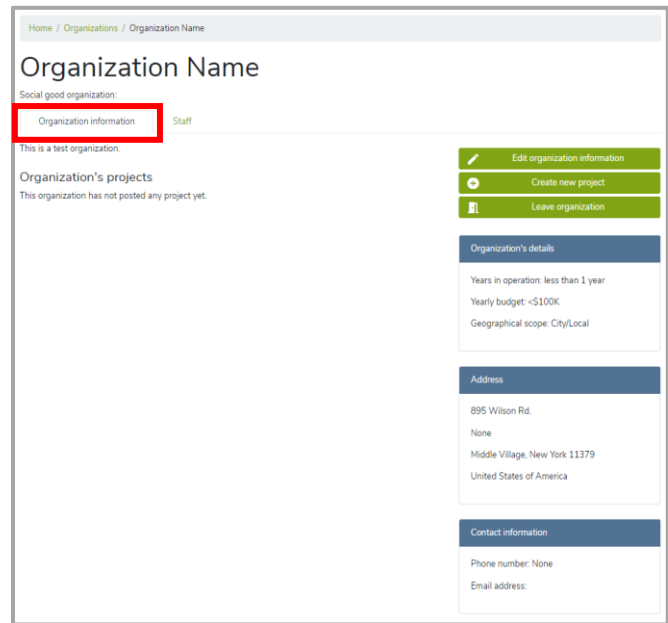 Home / Organizations / Organization Name
Organization Name
Social good organization:
Organization information
Staff
This is a test organization.
Organization's projects
This organization has not posted any project yet.
Edit organization information
Create new project
Leave organization
Organization's details
Years in operation: less than 1 year
Yearly budget: <$100K
Geographical scope: City/Local
Address
895 Wilson Rd.
None
Middle Village, New York 11379
United States of America
Contact information
Phone number: None
Email address: